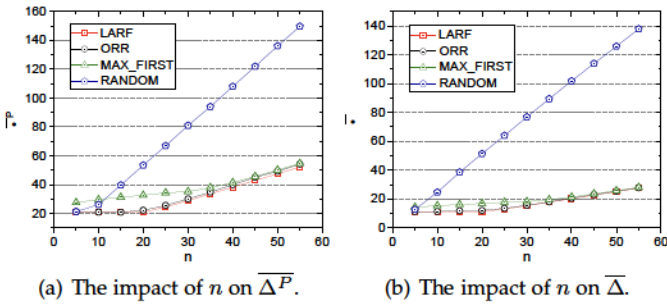 160
140
120
100
80
60
40
20
0 10 20 30 40 50 60
n
LARF
ORR
MAX_FIRST
RANDOM
(a) The impact of n on Δ^P.
140
120
100
80
60
40
20
0
0 10 20 30 40 50 60
n
LARF
ORR
MAX_FIRST
RANDOM
(b) The impact of n on Δ.